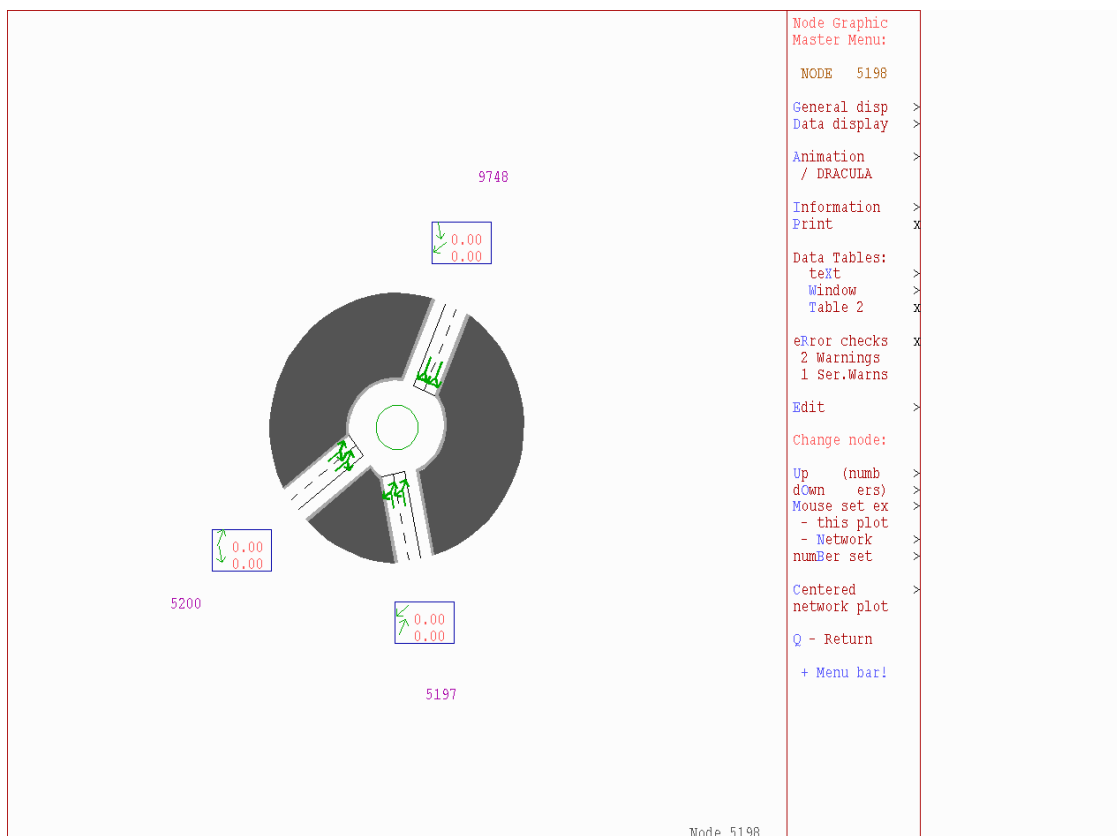 Node Graphic
Master Menu:
NODE 5198
General disp >
Data display >
Animation >
/ DRACULA
Information >
Print x
Data Tables:
teXt >
Window >
Table 2 x
eRror checks x
2 Warnings
1 Ser.Warns
Edit >
Change node:
Up (numb >
dOwn ers) >
Mouse set ex >
- this plot
- Network >
numBer set >
Centered >
network plot
Q - Return
+ Menu bar!
9748
0.00
0.00
0.00
0.00
5200
0.00
0.00
5197
Node 5198